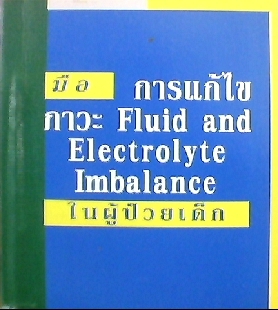 มือ การแก้ไข
ภาวะ Fluid and
Electrolyte
Imbalance
ในผู้ป่วยเด็ก